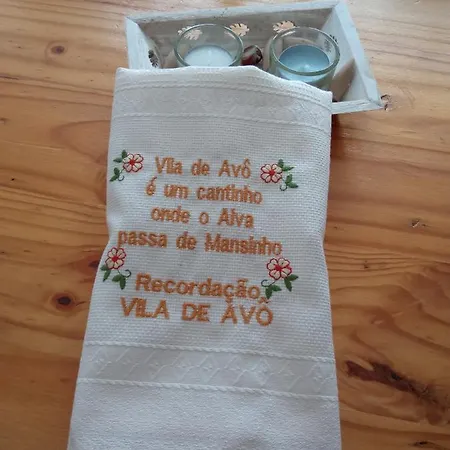 Vila de Avô
é um cantinho
onde o Alva
passa de Mansinho
Recordação
VILA DE AVÔ